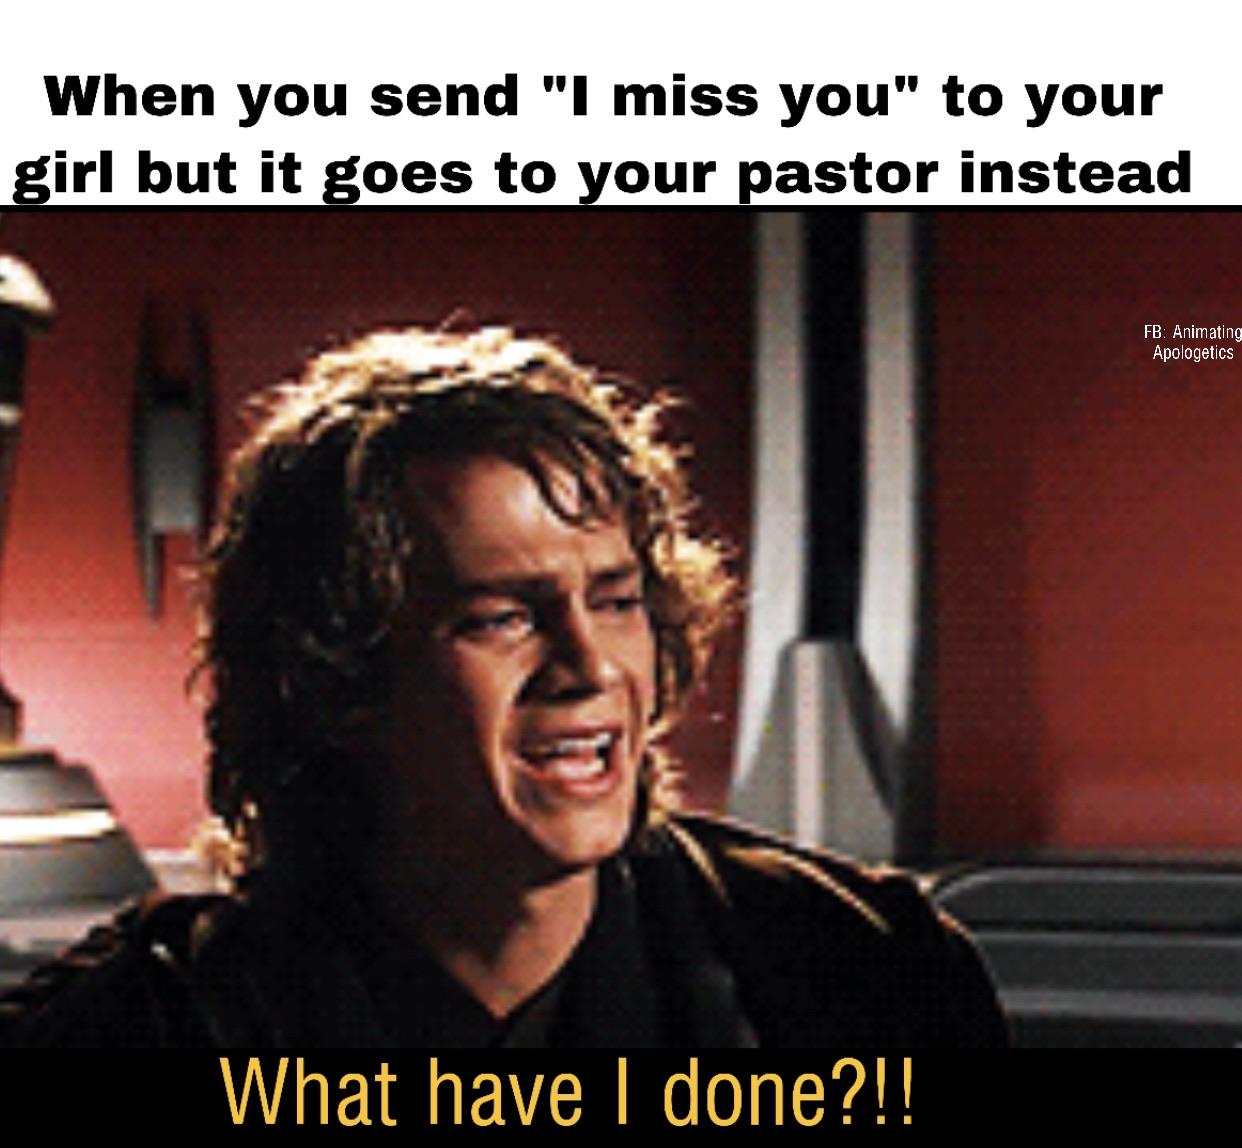 When you send "I miss you" to your
girl but it goes to your pastor instead
FB: Animating
Apologetics
What have I done?!!